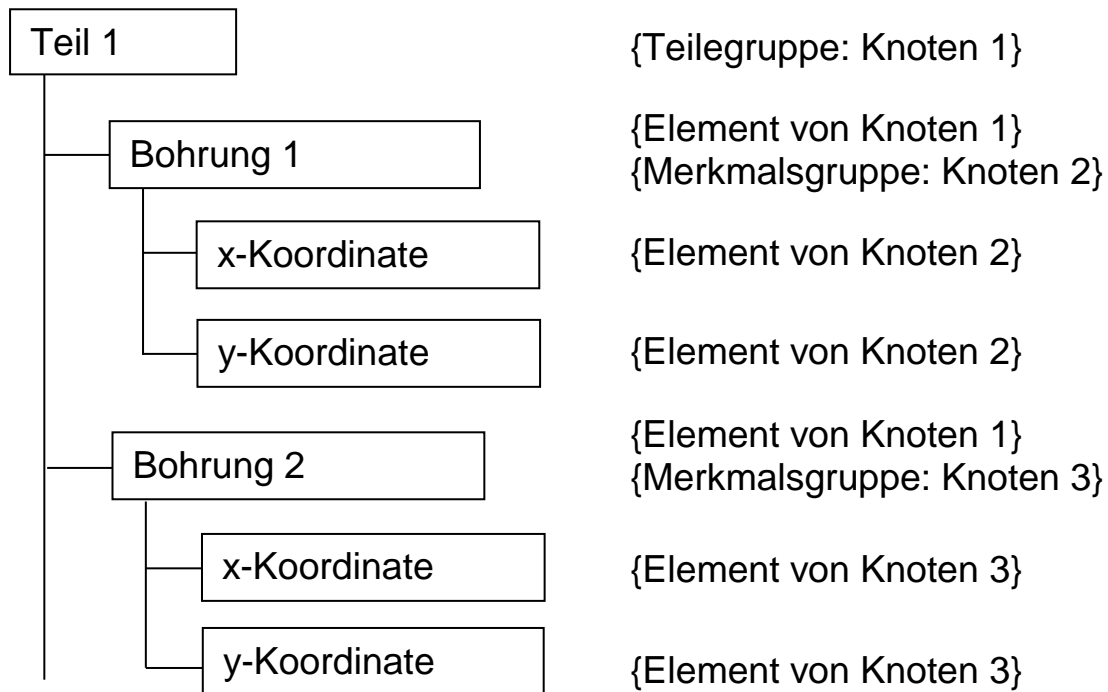 Teil 1
{Teilegruppe: Knoten 1}
Bohrung 1
{Element von Knoten 1}
{Merkmalsgruppe: Knoten 2}
x-Koordinate
{Element von Knoten 2}
y-Koordinate
{Element von Knoten 2}
Bohrung 2
{Element von Knoten 1}
{Merkmalsgruppe: Knoten 3}
x-Koordinate
{Element von Knoten 3}
y-Koordinate
{Element von Knoten 3}